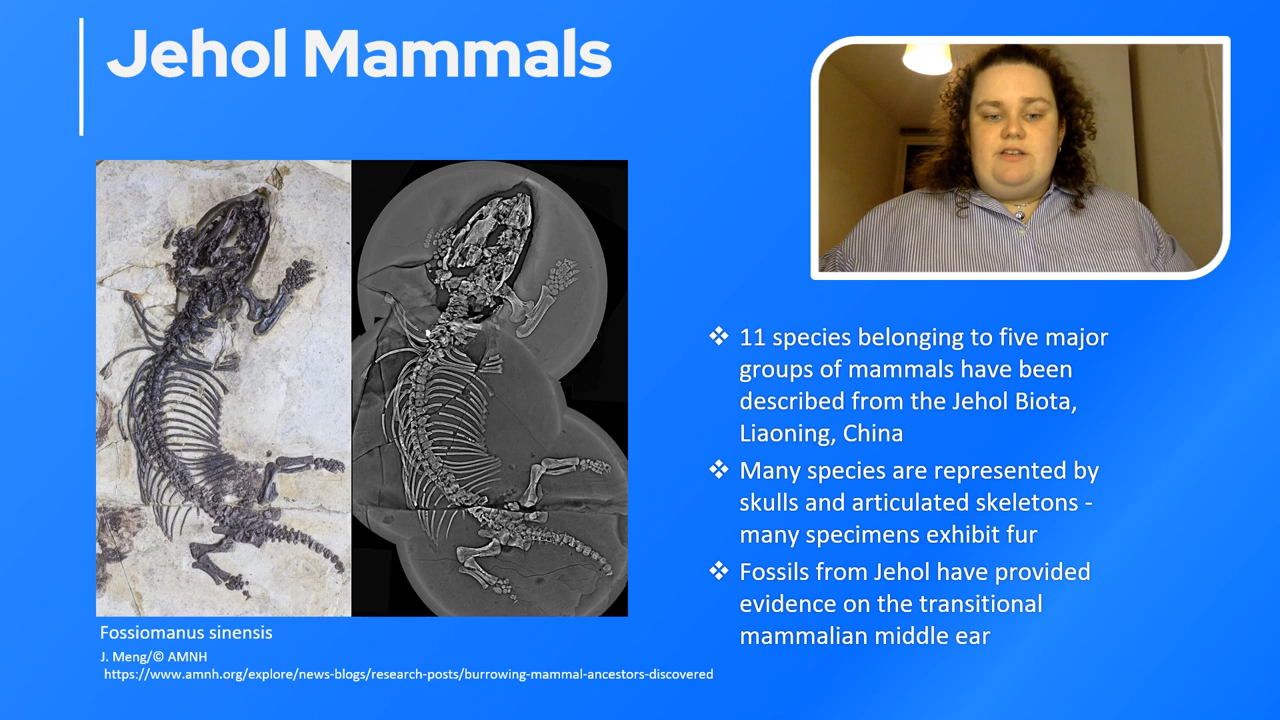 Jehol Mammals
❖ 11 species belonging to five major
groups of mammals have been
described from the Jehol Biota,
Liaoning, China
❖ Many species are represented by
skulls and articulated skeletons -
many specimens exhibit fur
❖ Fossils from Jehol have provided
evidence on the transitional
mammalian middle ear
Fossiomanus sinensis
J. Meng/© AMNH
https://www.amnh.org/explore/news-blogs/research-posts/burrowing-mammal-ancestors-discovered